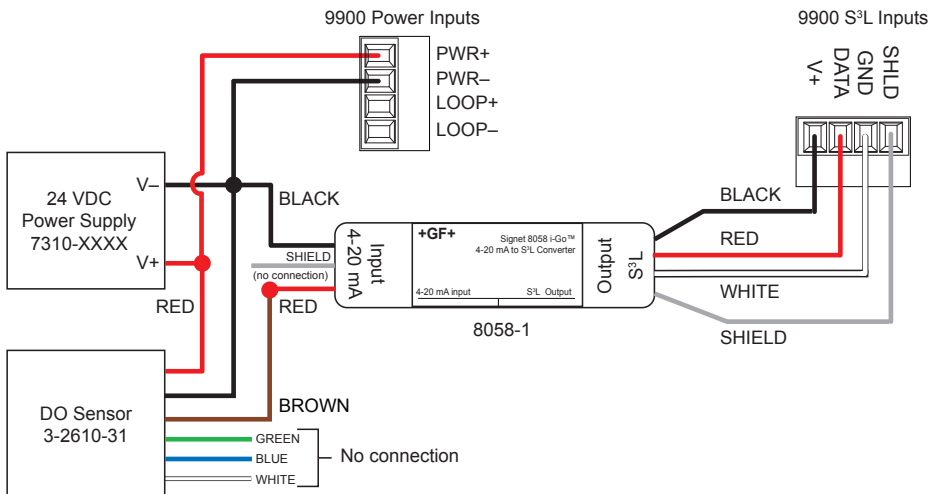 9900 Power Inputs
PWR+
PWR–
LOOP+
LOOP–
9900 S³L Inputs
V+
DATA
GND
SHLD
24 VDC
Power Supply
7310-XXXX
V–
V+
BLACK
RED
SHIELD
(no connection)
RED
Input
4-20 mA
+GF+
Signet 8058 i-Go™
4-20 mA to S³L Converter
4-20 mA input
S³L Output
8058-1
Output
S³L
BLACK
RED
WHITE
SHIELD
DO Sensor
3-2610-31
BROWN
GREEN
BLUE
WHITE
No connection